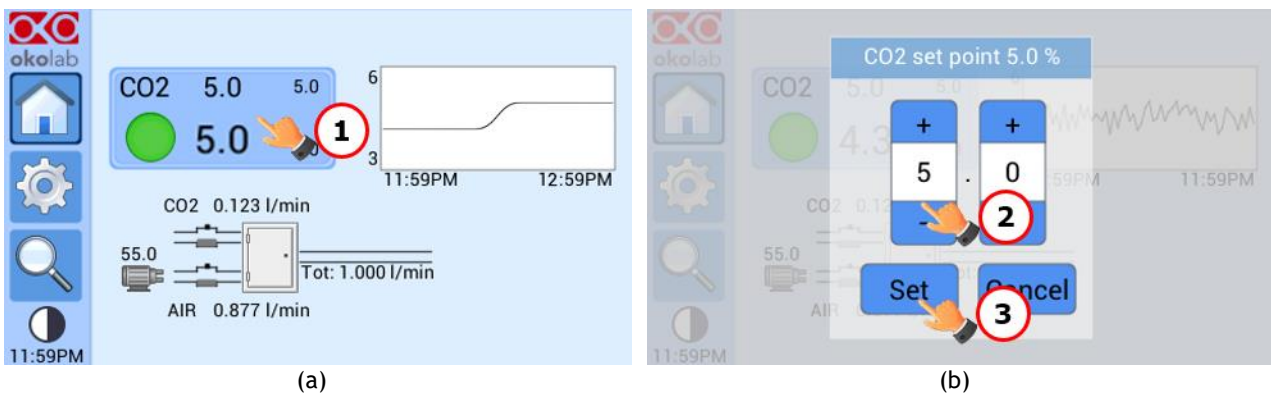 okolab
CO2 5.0 5.0
5.0
1
6
3
11:59PM 12:59PM
CO2 0.123 l/min
55.0
Tot: 1.000 l/min
AIR 0.877 l/min
11:59PM
(a)
okolab
CO2 set point 5.0 %
CO2 5.0 5.0
4.3
+ +
5 . 0
-
2
11:59PM
CO2 0.12
55.0
AIR
Set Cancel
3
11:59PM
(b)